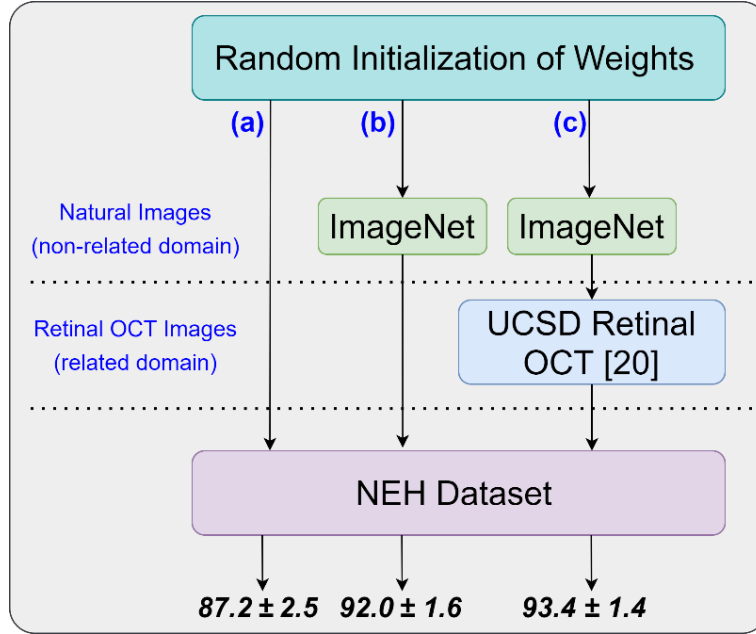 Random Initialization of Weights
(a)
(b)
(c)
Natural Images
(non-related domain)
ImageNet
ImageNet
Retinal OCT Images
(related domain)
UCSD Retinal
OCT [20]
NEH Dataset
87.2 ± 2.5
92.0 ± 1.6
93.4 ± 1.4